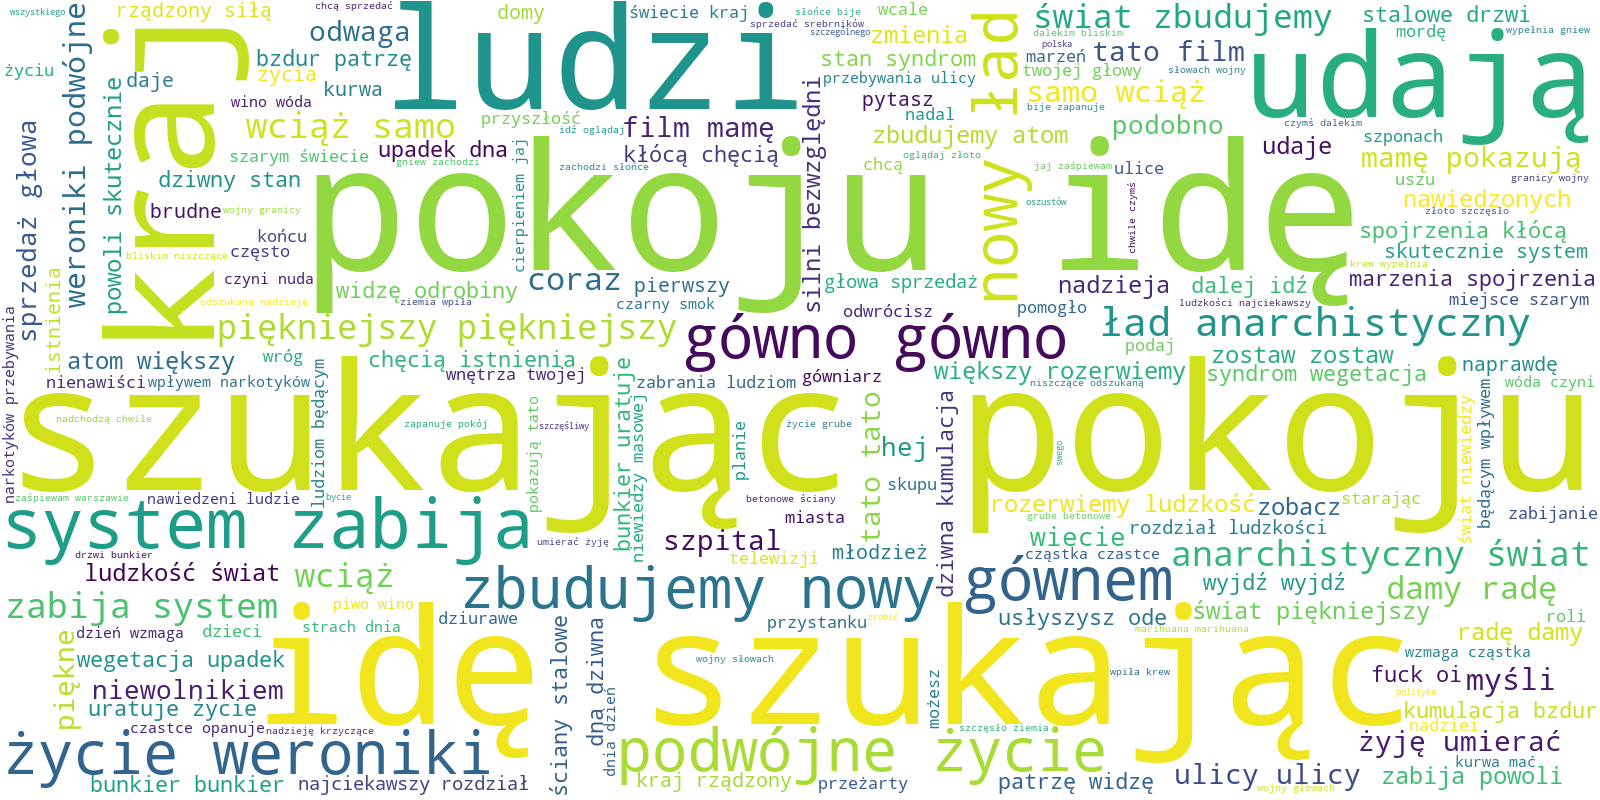 wszystkiego
rządzony siłą
chcą sprzedać
ludzi
domy
świecie kraj
słońce bije
przedać srebrników
szczególnego
wcale
zmienia
nowy ład
świat zbudujemy
stalowe drzwi
mordę
wypełnia gniew
dalekim bliskim
polska
marzeń
tato film
słowach wojny
udają
życiu
weroniki podwójne
kraj
daje
odwaga
bzdur patrzę
życia
kurwa
wino wóda
wciąż samo
przyszłość
idź oglądaj
film mamę
kłócą chęcią
stan syndrom
przebywania ulicy
pytasz
nadal
zbudujemy atom
twojej głowy
samo wciąż
bije zapanuje
podobno
czymś dalekim
szponach
udaje
mamę pokazują
sprzedaż głowa
powoli skutecznie
szarym świecie
upadek dna
gniew zachodzi
cierpieniem jaj
zachodzi słońce
silni bezwzględni
chcą
oglądaj złoto
jaj zaśpiewam
ulice
uszu
granicy wojny
dziwny stan
brudne
wojny granicy
pokoju idę
oszustów
chwile czymś
nawiedzonych
złoto szczęsło
końcu
często
bliskim niszczące
czyni nuda
spojrzenia kłócą
skutecznie system
krew wypełnia
istnienia
odszukaną nadzieję
widzę odrobiny
ziemia wpiła
coraz
pierwszy
czarny smok
głowa sprzedaż
odwrócisz
nadzieja
pomogło
dalej idź
ludzkości najciekawszy
marzenia spojrzenia
miejsce szarym
narkotyków przebywania
piękniejszy piękniejszy
gówno gówno
ład anarchistyczny
podaj
atom większy
wróg
chęcią istnienia
nienawiści
wpływem narkotyków
wnętrza twojej
zabrania ludziom
gówniarz
większy rozerwiemy
niszczące odszukaną
zostaw zostaw
syndrom wegetacja
naprawdę
wóda czyni
szukając pokoju
nadchodzą chwile
ludziom będącym
zapanuje pokój
pokazują tato
szczęśliwy
bunkier uratuje
niewiedzy masowej
planie
życie grube
tato tato
hej
skupu
dziwna kumulacja
swego
świat niewiedzy
będącym wpływem
zaśpiewam warszawie
nawiedzeni ludzie
bycie
system zabija
umierać żyję
betonowe ściany
miasta
szpital
telewizji
młodzież
rozerwiemy ludzkość
grube betonowe
wiecie
zobacz
rozdział ludzkości
starając
zabijanie
drzwi bunkier
ludzkość świat
wciąż
zbudujemy nowy
gównem
cząstka czastce
anarchistyczny świat
wyjdź wyjdź
damy radę
zabija system
piwo wino
dziurawe
przystanku
zrobić
usłyszysz ode
świat piękniejszy
roli
piękne
dzień wzmaga
dzieci
strach dnia
idę szukając
marihuana marihuana
radę damy
wegetacja upadek
ściany stalowe
dna dziwna
wojny słowach
wpiła krew
wzmaga cząstka
niewolnikiem
fuck oi
myśli
polityka
uratuje życie
możesz
kumulacja bzdur
czastce opanuje
nadzieję krzyczące
dnia dzień
szczęsło ziemia
nadziei
życie weroniki
podwójne życie
żyję umierać
kurwa mać
bunkier bunkier
najciekawszy rozdział
kraj rządzony
przeżarty
patrzę widzę
ulicy ulicy
wojny głowach
zabija powoli